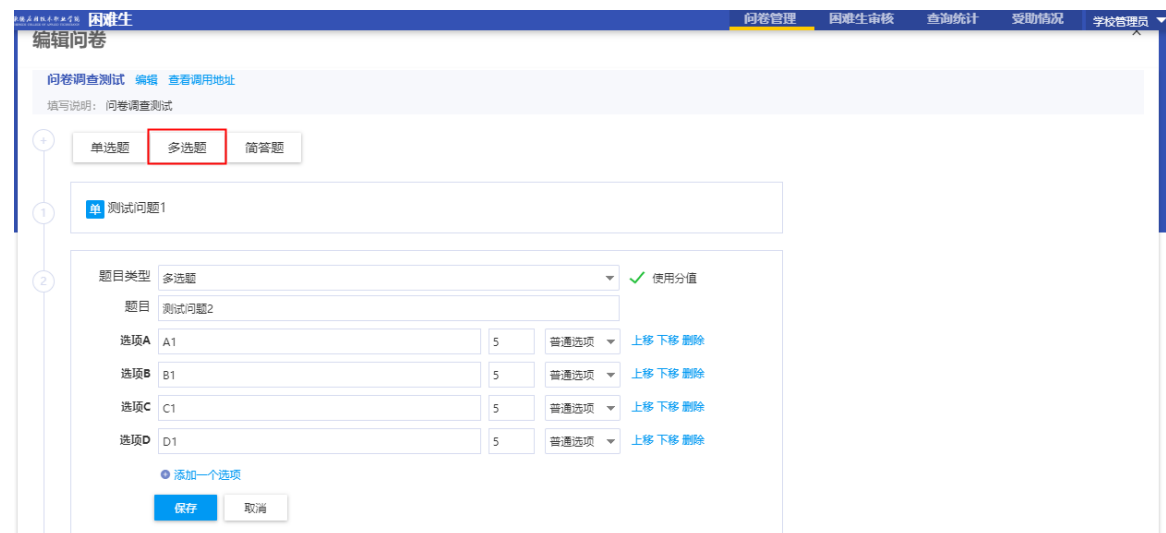 困难生 问卷管理 困难生审核 查询统计 受助情况 学校管理员
编辑问卷
问卷调查测试 编辑 查看调用地址
填写说明: 问卷调查测试
单选题 多选题 简答题
1 单 测试问题1
2
题目类型 多选题 使用分值
题目 测试问题2
选项A A1 5 普通选项 上移 下移 删除
选项B B1 5 普通选项 上移 下移 删除
选项C C1 5 普通选项 上移 下移 删除
选项D D1 5 普通选项 上移 下移 删除
添加一个选项
保存 取消